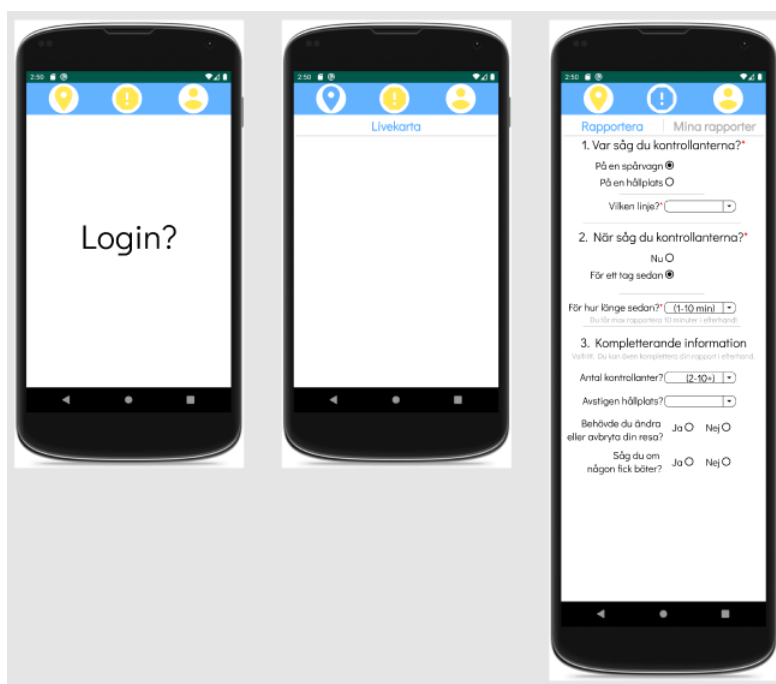 2:50
Login?
2:50
Livekarta
2:50
Rapportera Mina rapporter
1. Var såg du kontrollanterna?*
På en spårvagn
På en hållplats
Vilken linje?*
2. När såg du kontrollanterna?*
Nu
För ett tag sedan
För hur länge sedan?* (1-10 min)
Du får max rapportera 10 minuter i efterhand!
3. Kompletterande information
Valfritt. Du kan även komplettera din rapport i efterhand.
Antal kontrollanter? (2-10+)
Avstigen hållplats?
Behövde du ändra
eller avbryta din resa? Ja Nej
Såg du om
någon fick böter? Ja Nej